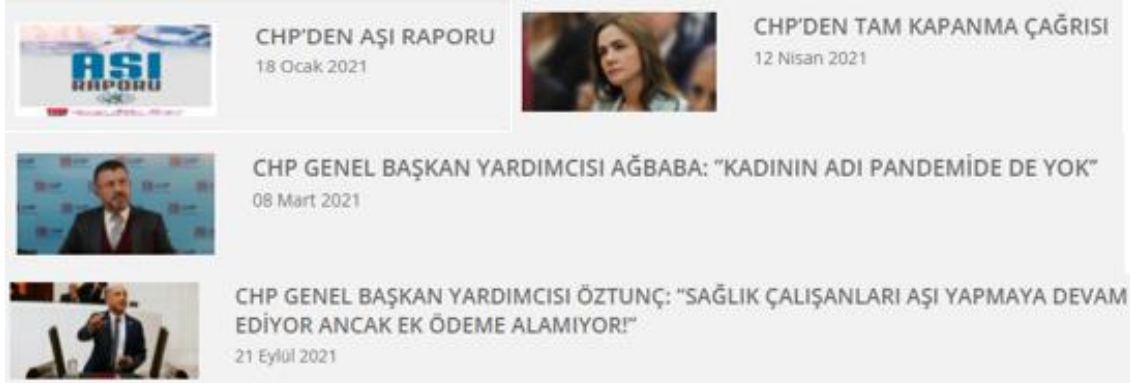 AŞI
RAPORU
CHP'DEN AŞI RAPORU
18 Ocak 2021
CHP'DEN TAM KAPANMA ÇAĞRISI
12 Nisan 2021
CHP GENEL BAŞKAN YARDIMCISI AĞBABA: "KADININ ADI PANDEMİDE DE YOK"
08 Mart 2021
CHP GENEL BAŞKAN YARDIMCISI ÖZTUNÇ: "SAĞLIK ÇALIŞANLARI AŞI YAPMAYA DEVAM
EDİYOR ANCAK EK ÖDEME ALAMIYOR!"
21 Eylül 2021